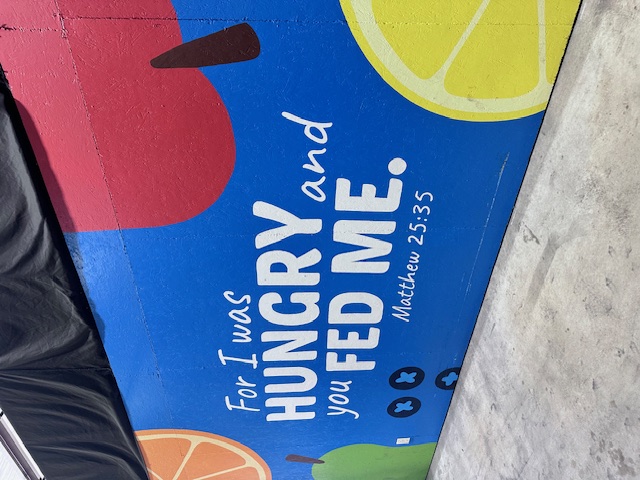 For I was
HUNGRY and
you FED ME.
Matthew 25:35